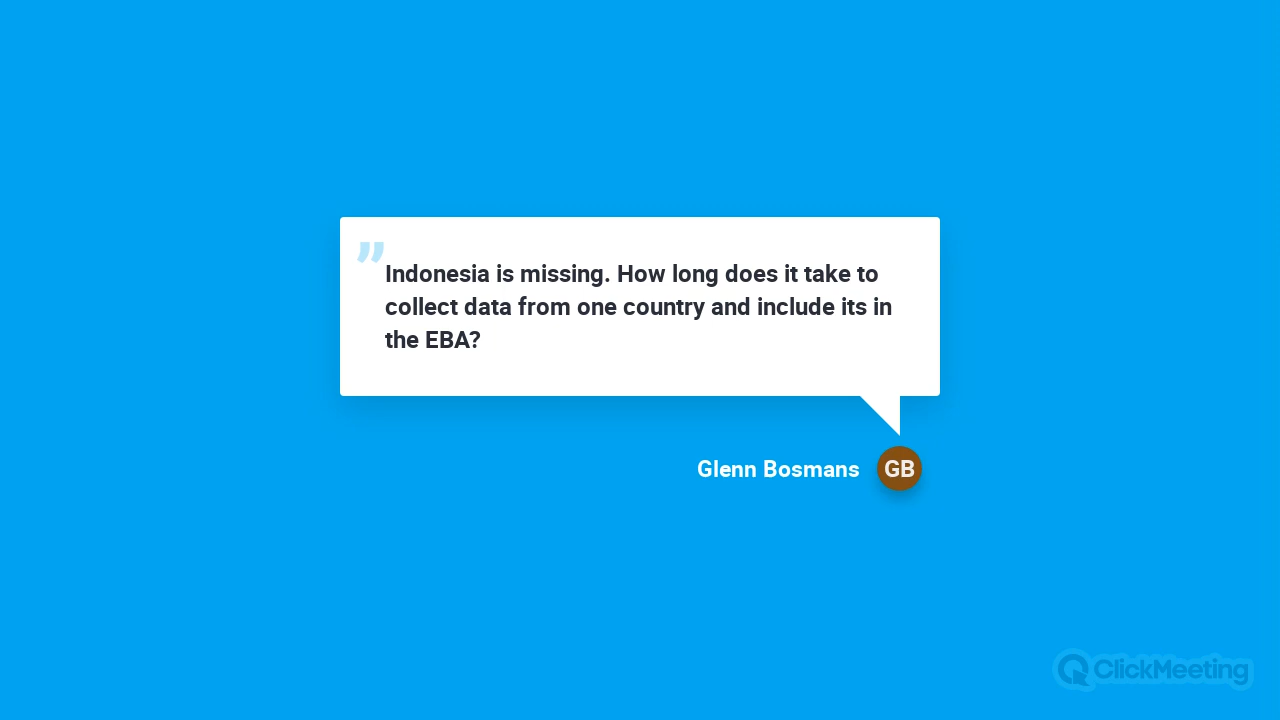 ”
Indonesia is missing. How long does it take to
collect data from one country and include its in
the EBA?
Glenn Bosmans
GB
ClickMeeting